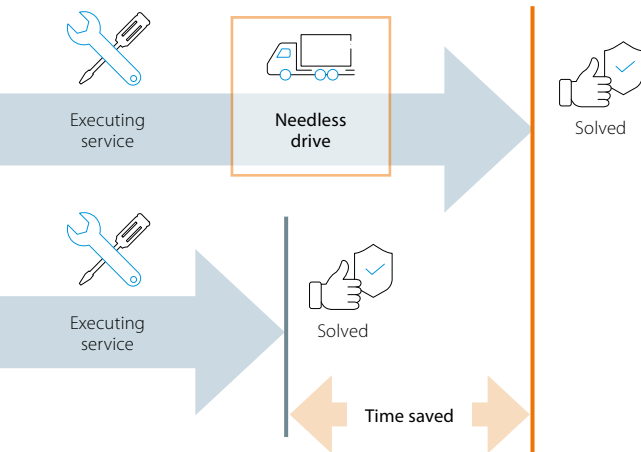 Executing
service
Needless
drive
Solved
Executing
service
Solved
Time saved